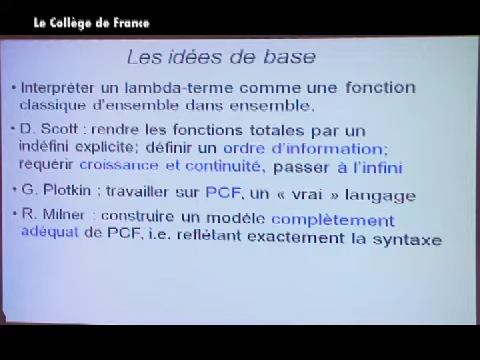 Le Collège de France
Les idées de base
• Interpréter un lambda-terme comme une fonction
classique d'ensemble dans ensemble.
• D. Scott : rendre les fonctions totales par un
indéfini explicite; définir un ordre d'information;
requérir croissance et continuité, passer à l'infini
• G. Plotkin : travailler sur PCF, un « vrai » langage
• R. Milner : construire un modèle complètement
adéquat de PCF, i.e. reflétant exactement la syntaxe